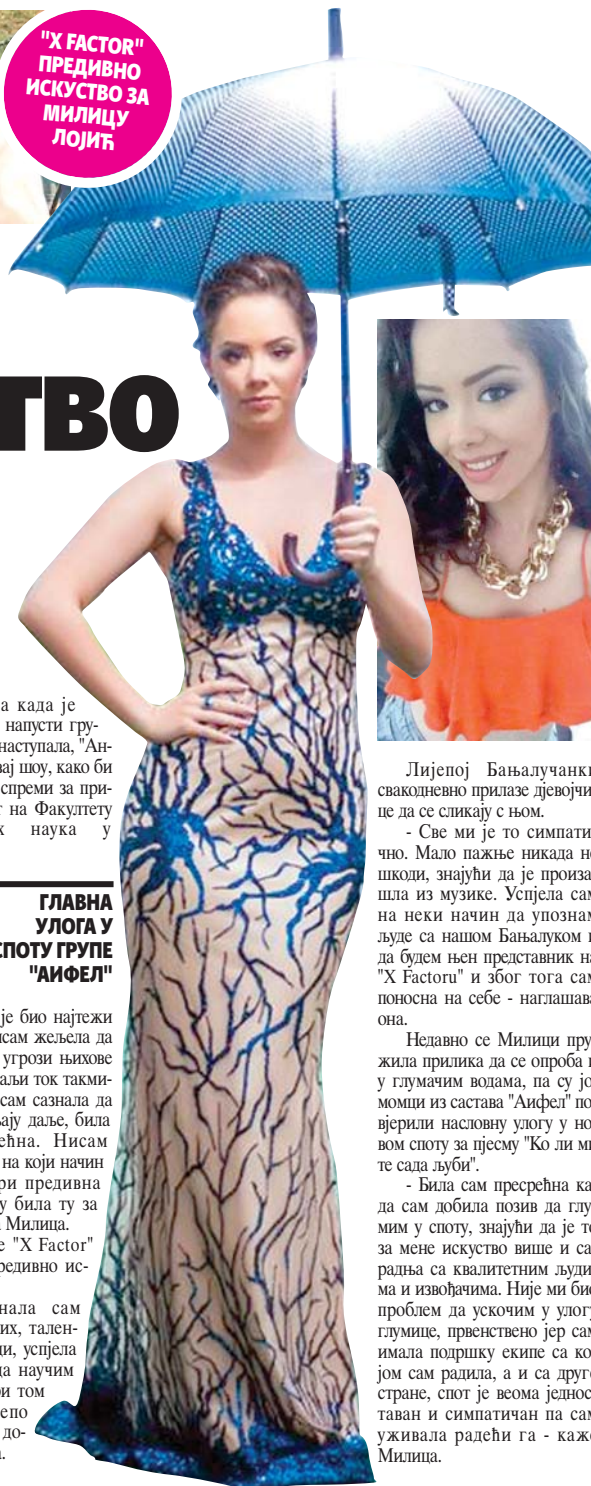 "X FACTOR"
ПРЕДИВНО
ИСКУСТВО ЗА
МИЛИЦУ
ЛОЈИЋ
ТВО
а када је
напусти гру-
наступала, "Ан-
вај шоу, како би
спреми за при-
т на Факултету
х наука у
ГЛАВНА
УЛОГА У
СПОТУ ГРУПЕ
"АИФЕЛ"
је био најтежи
исам жељела да
угрози њихове
аљи ток такми-
сам сазнала да
ају даље, била
ећна. Нисам
на који начин
ри предивна
у била ту за
Милица.
е "X Factor"
редивно ис-
нала сам
их, тален-
ди, успјела
да научим
ри том
епо
до-
а.
Лијепој Бањалучанки
свакодневно прилазе дјевојчи-
це да се сликају с њом.
- Све ми је то симпати-
чно. Мало пажње никада не
шкоди, знајући да је произа-
шла из музике. Успјела сам
на неки начин да упознам
људе са нашом Бањалуком и
да будем њен представник на
"X Factoru" и због тога сам
поносна на себе - наглашава
она.
Недавно се Милици пру-
жила прилика да се опроба и
у глумачим водама, па су јој
момци из састава "Аифел" по-
вјерили насловну улогу у но-
вом споту за пјесму "Ко ли ми
те сада љуби".
- Била сам пресрећна ка-
да сам добила позив да глу-
мим у споту, знајући да је то
за мене искуство више и са-
радња са квалитетним људи-
ма и извођачима. Није ми био
проблем да ускочим у улогу
глумице, првенствено јер сам
имала подршку екипе са ко-
јом сам радила, а и са друге
стране, спот је веома једнос-
таван и симпатичан па сам
уживала радећи га - каже
Милица.